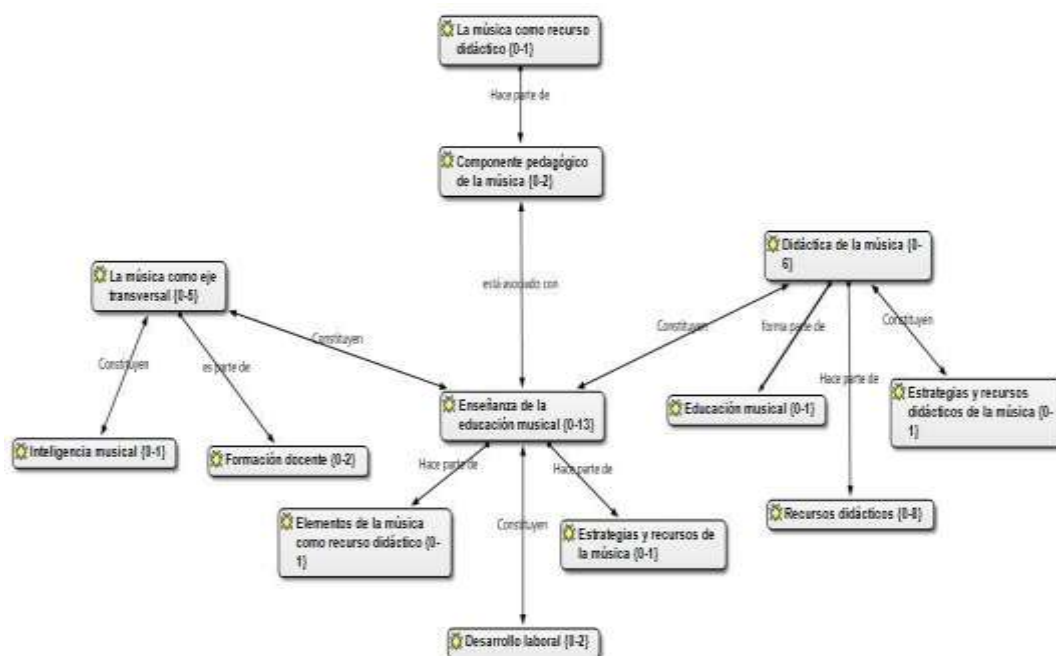 La música como recurso
didáctico {0-1}
Hace parte de
Componente pedagógico
de la música {0-2}
Didáctica de la música {0-
6}
La música como eje
transversal {0-5}
está asociado con
Constituyen
Constituyen
forma parte de
Constituyen
Constituyen
es parte de
Hace parte de
Enseñanza de la
educación musical {0-13}
Educación musical {0-1}
Estrategias y recursos
didácticos de la música {0-
1}
Inteligencia musical {0-1}
Formación docente {0-2}
Hace parte de
Hace parte de
Recursos didácticos {0-8}
Elementos de la música
como recurso didáctico {0-
1}
Constituyen
Estrategias y recursos de
la música {0-1}
Desarrollo laboral {0-2}